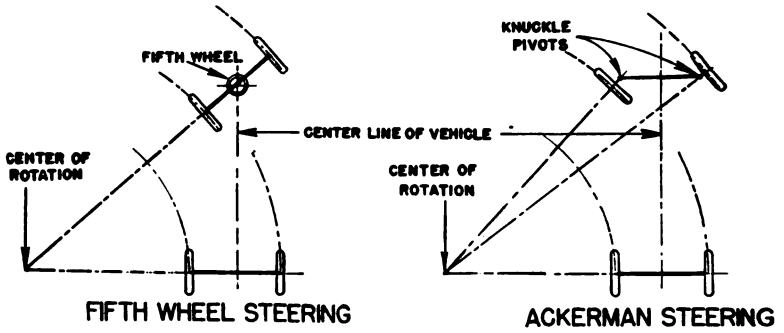 FIFTH WHEEL
KNUCKLE
PIVOTS
CENTER LINE OF VEHICLE
CENTER OF
ROTATION
CENTER OF
ROTATION
FIFTH WHEEL STEERING
ACKERMAN STEERING